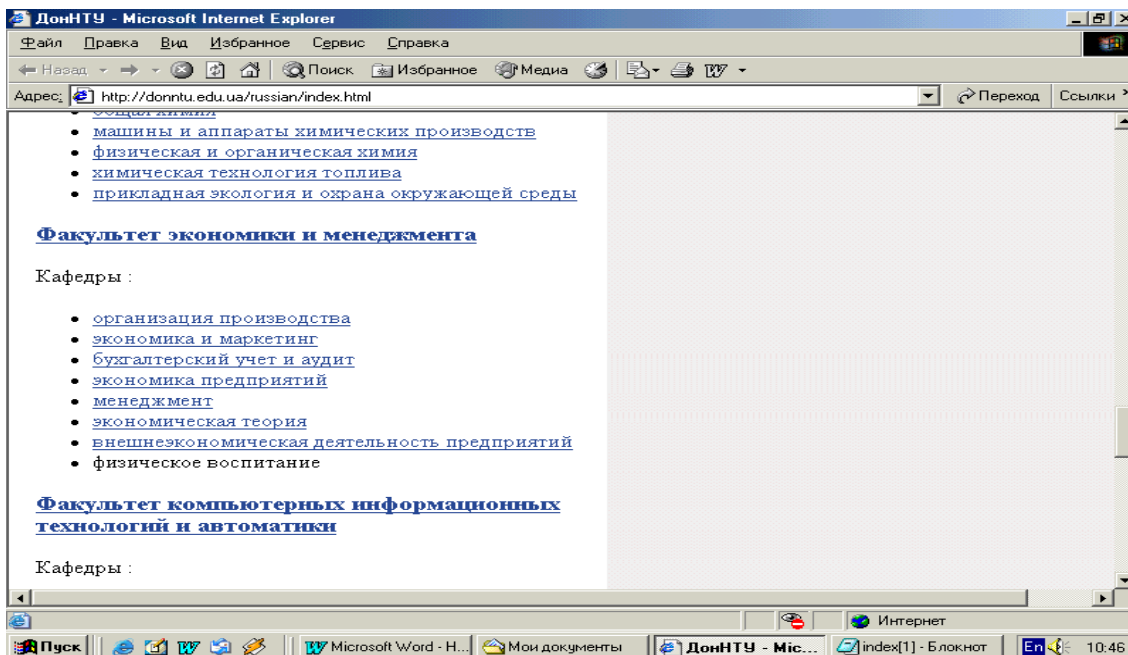 ДонНТУ - Microsoft Internet Explorer
Файл Правка Вид Избранное Сервис Справка
Назад Поиск Избранное Медиа
Адрес: http://donntu.edu.ua/russian/index.html Переход Ссылки
общая химия
машины и аппараты химических производств
физическая и органическая химия
химическая технология топлива
прикладная экология и охрана окружающей среды
Факультет экономики и менеджмента
Кафедры :
организация производства
экономика и маркетинг
бухгалтерский учет и аудит
экономика предприятий
менеджмент
экономическая теория
внешнеэкономическая деятельность предприятий
физическое воспитание
Факультет компьютерных информационных
технологий и автоматики
Кафедры :
Интернет
Пуск Microsoft Word - Н... Мои документы ДонНТУ - Mic... index[1] - Блокнот En 10:46